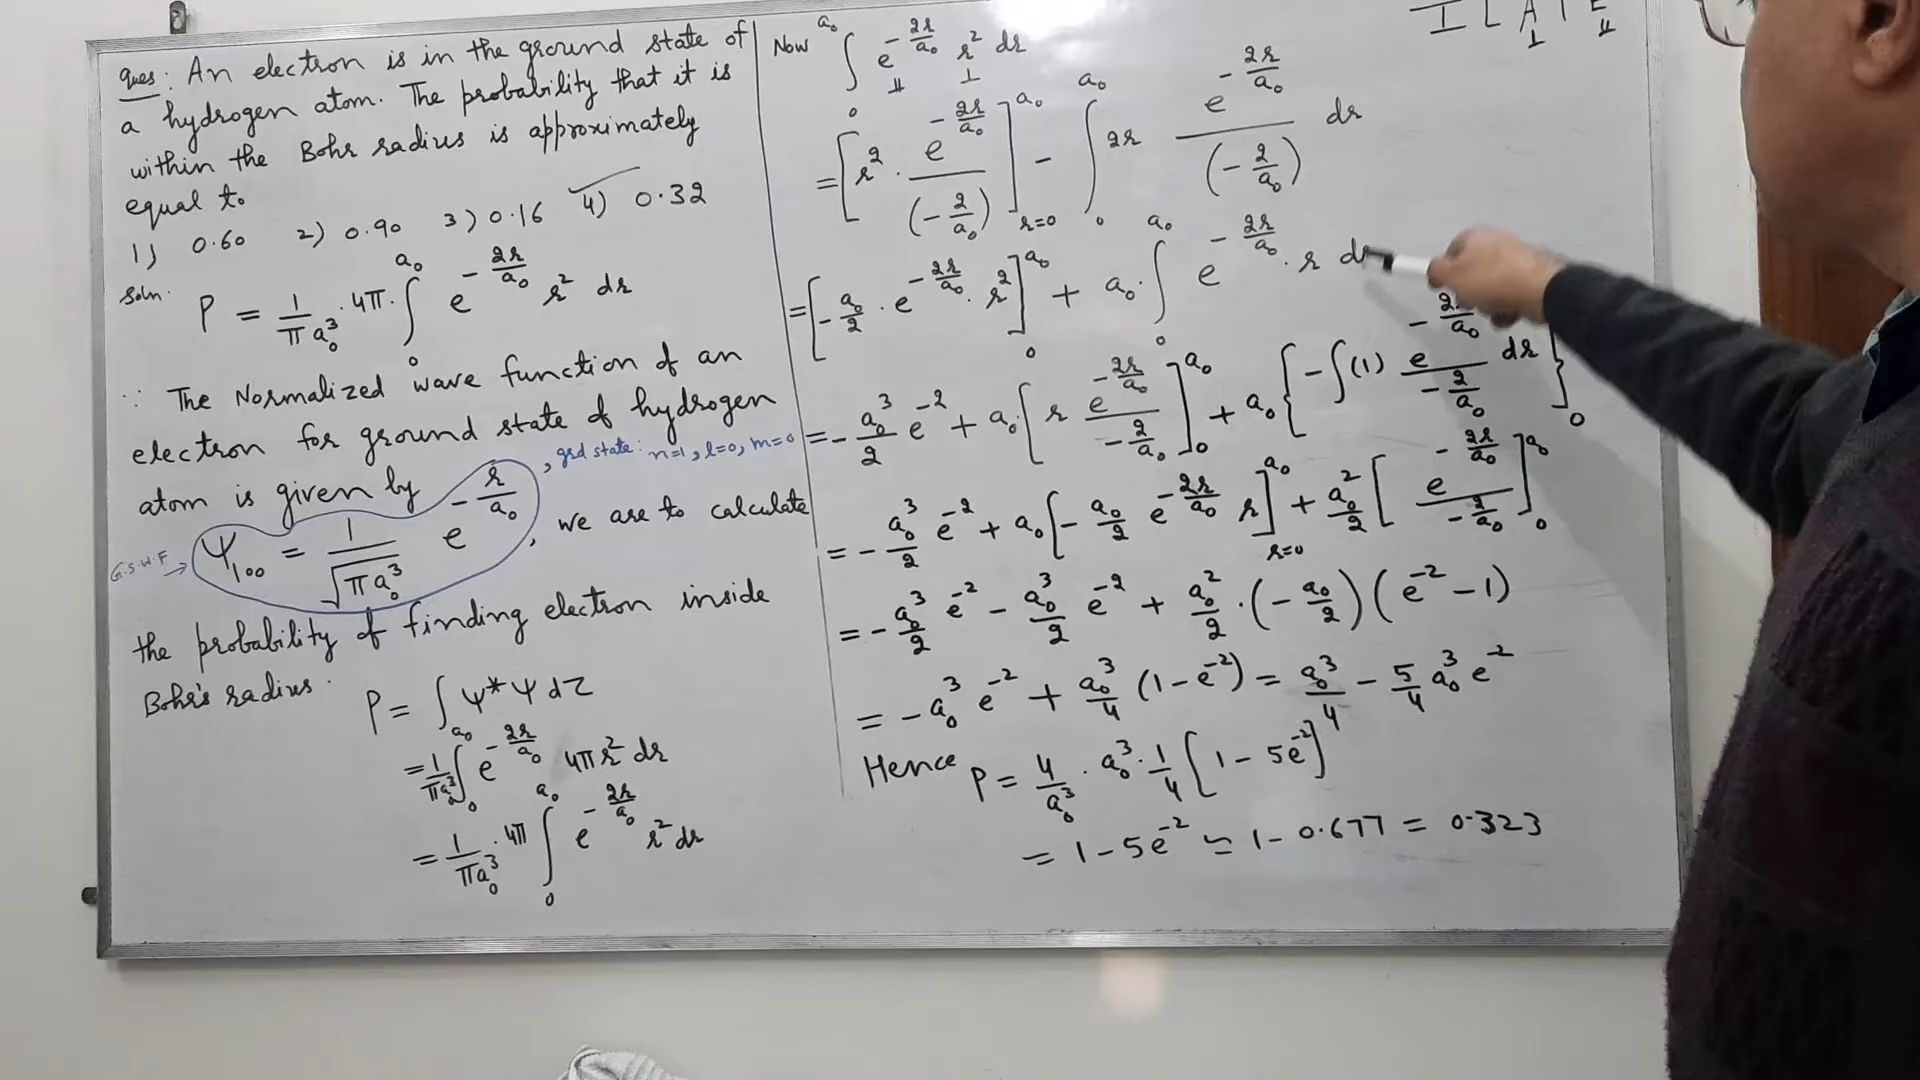 Ques: An electron is in the ground state of
a hydrogen atom. The probability that it is
within the Bohr radius is approximately
equal to
1) 0.60 2) 0.90 3) 0.16 4) 0.32
Soln. P = 1/πa₀³ · 4π · ∫₀^a₀ e^(-2r/a₀) r² dr
∵ The Normalized wave function of an
electron for ground state of hydrogen
atom is given by , grd state: n=1, l=0, m=0
G.S.W.F → Ψ₁₀₀ = 1/√(πa₀³) e^(-r/a₀) , we are to calculate
the probability of finding electron inside
Bohr's radius.
P = ∫ Ψ*Ψ dτ
= 1/πa₀³ ∫₀^a₀ e^(-2r/a₀) 4πr² dr
= 1/πa₀³ · 4π ∫₀^a₀ e^(-2r/a₀) r² dr
I L A T E
Now ∫₀^a₀ e^(-2r/a₀) r² dr
= [r² · e^(-2r/a₀)/(-2/a₀)]_(r=0)^a₀ - ∫₀^a₀ 2r e^(-2r/a₀)/(-2/a₀) dr
= [-a₀/2 · e^(-2r/a₀) · r²]₀^a₀ + a₀ · ∫₀^a₀ e^(-2r/a₀) · r dr
= -a₀³/2 e⁻² + a₀ · [r e^(-2r/a₀)/(-2/a₀)]₀^a₀ + a₀ {-∫(1) e^(-2r/a₀)/(-2/a₀) dr}₀
= -a₀³/2 e⁻² + a₀ [-a₀/2 e^(-2r/a₀) r]_(r=0)^a₀ + a₀²/2 [e^(-2r/a₀)/(-2/a₀)]₀^a₀
= -a₀³/2 e⁻² - a₀³/2 e⁻² + a₀²/2 · (-a₀/2)(e⁻² - 1)
= -a₀³ e⁻² + a₀³/4 (1 - e⁻²) = a₀³/4 - 5/4 a₀³ e⁻²
Hence P = 4/a₀³ · a₀³ · 1/4 [1 - 5e⁻²]
= 1 - 5e⁻² ≃ 1 - 0.677 = 0.323